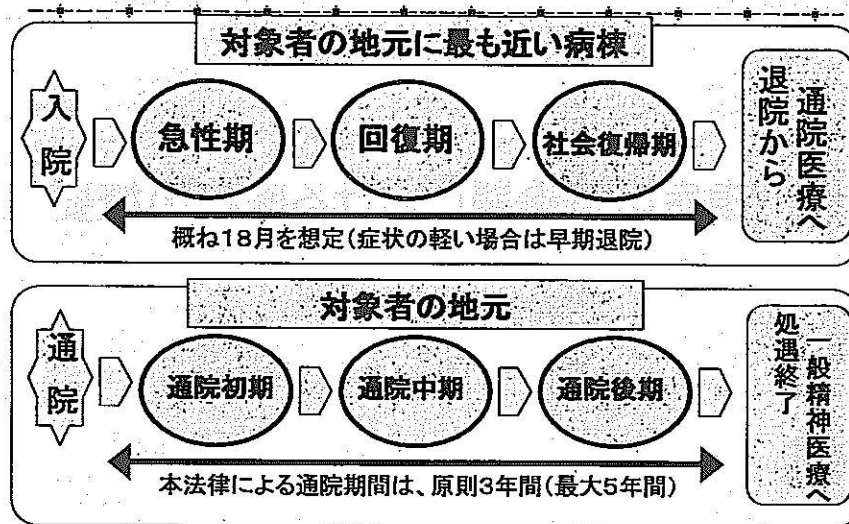 対象者の地元に最も近い病棟
入院
急性期
回復期
社会復帰期
退院から
通院医療へ
概ね18月を想定(症状の軽い場合は早期退院)
対象者の地元
通院
通院初期
通院中期
通院後期
処遇終了
一般精神医療へ
本法律による通院期間は、原則3年間(最大5年間)